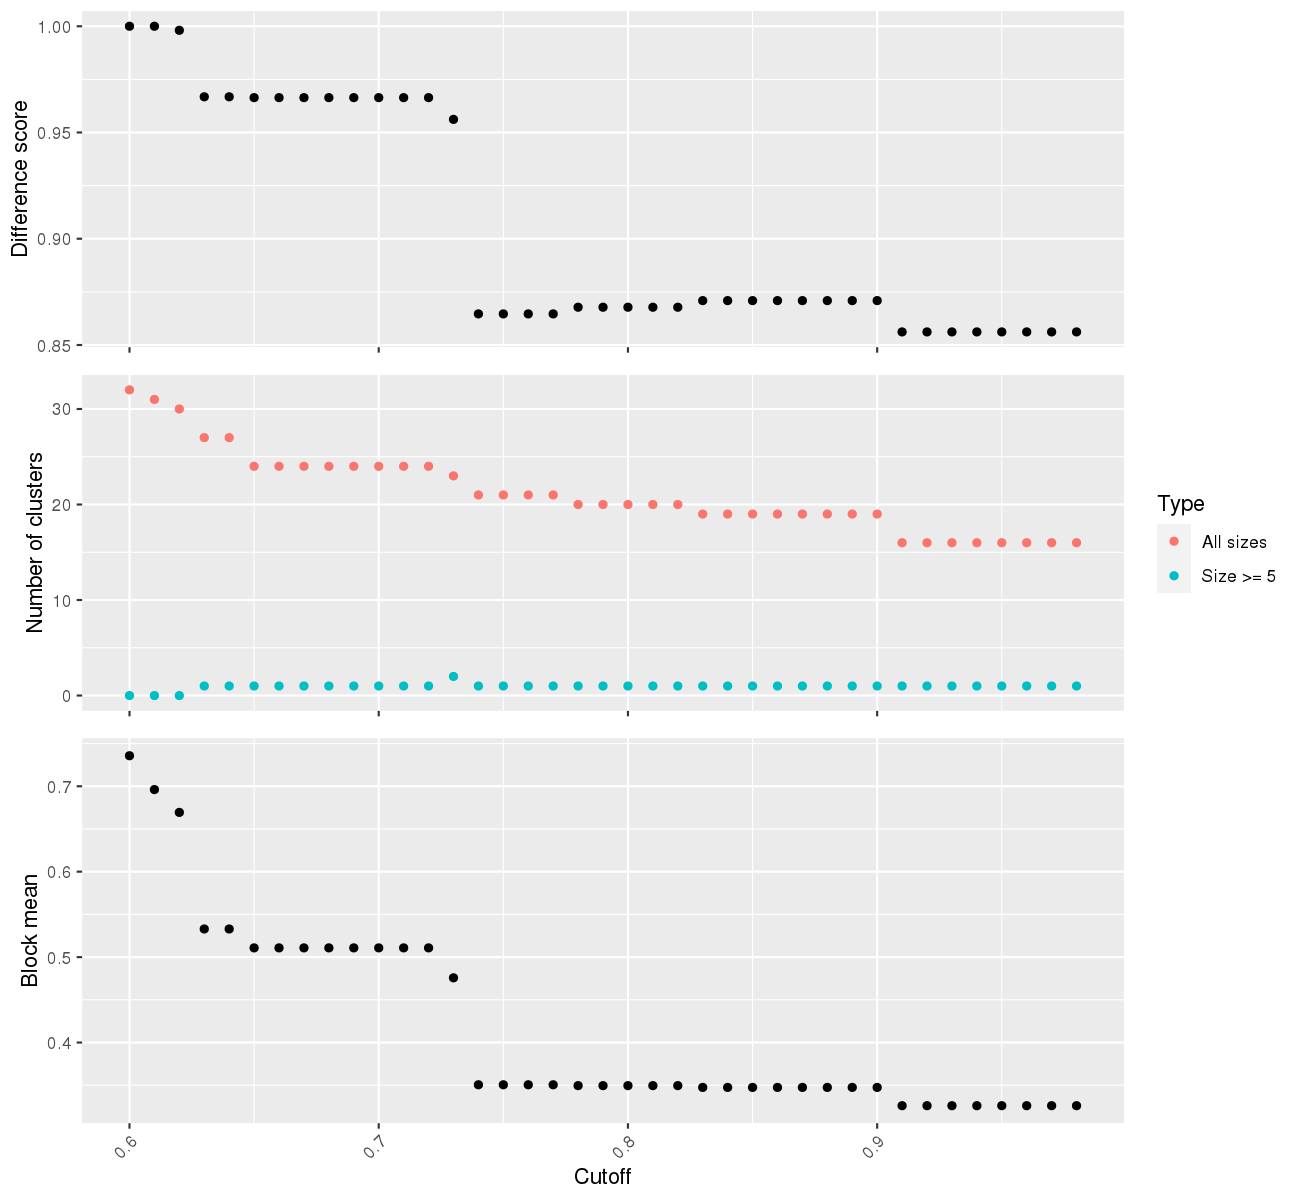 Difference score
1.00
0.95
0.90
0.85
Number of clusters
30
20
10
0
Type
All sizes
Size >= 5
Block mean
0.7
0.6
0.5
0.4
0.6 0.7 0.8 0.9
Cutoff